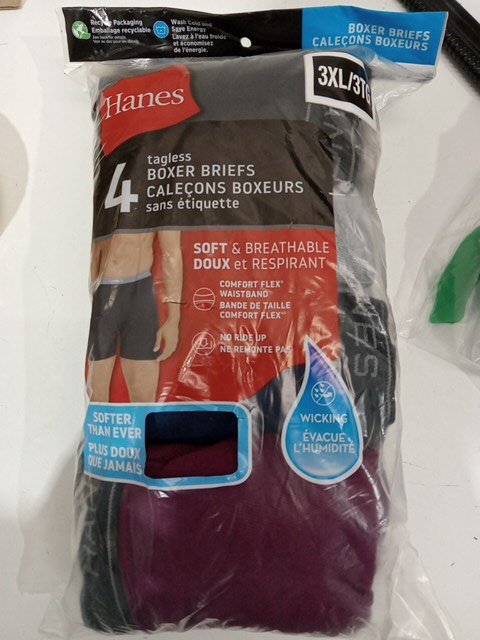 Recycle Packaging
Emballage recyclable
Wash Cold and
Save Energy
Lavez à l'eau froide
et économisez
de l'énergie.
BOXER BRIEFS
CALEÇONS BOXEURS
3XL/3TG
Hanes
4
tagless
BOXER BRIEFS
CALEÇONS BOXEURS
sans étiquette
SOFT & BREATHABLE
DOUX et RESPIRANT
COMFORT FLEX®
WAISTBAND
BANDE DE TAILLE
COMFORT FLEX
NO RIDE UP
NE REMONTE PAS
SOFTER
THAN EVER
PLUS DOUX
QUE JAMAIS
WICKING
ÉVACUE
L'HUMIDITÉ